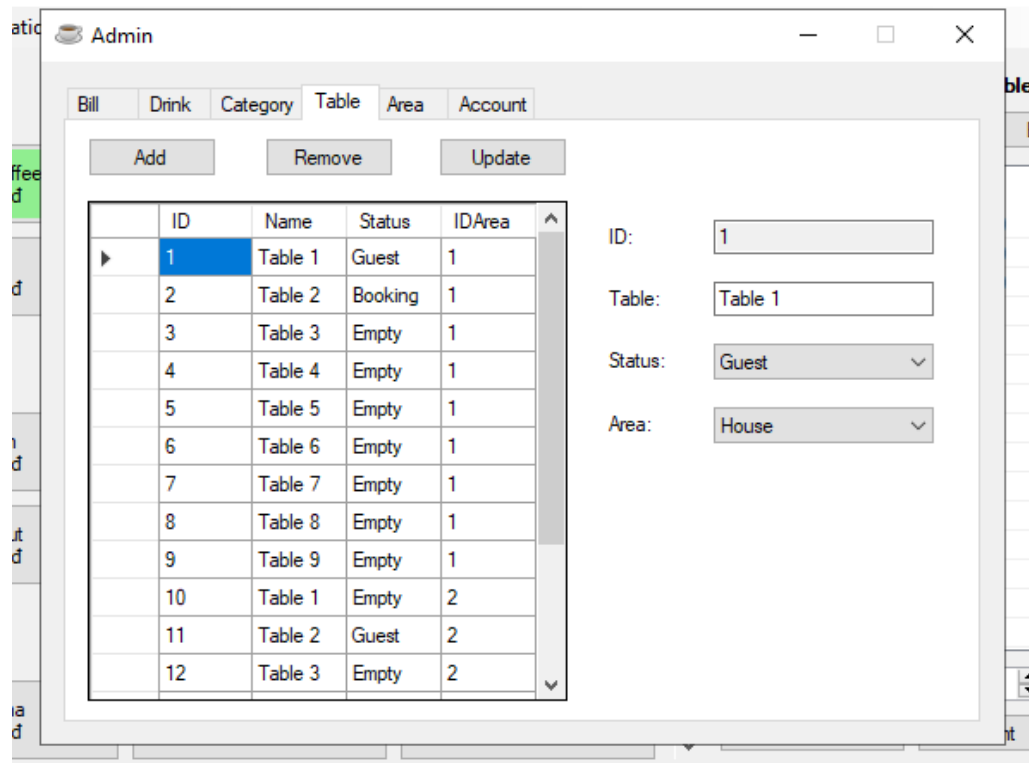 Admin
Bill Drink Category Table Area Account
Add Remove Update
ID Name Status IDArea
1 Table 1 Guest 1
2 Table 2 Booking 1
3 Table 3 Empty 1
4 Table 4 Empty 1
5 Table 5 Empty 1
6 Table 6 Empty 1
7 Table 7 Empty 1
8 Table 8 Empty 1
9 Table 9 Empty 1
10 Table 1 Empty 2
11 Table 2 Guest 2
12 Table 3 Empty 2
ID: 1
Table: Table 1
Status: Guest
Area: House
đ
đ
đ
đ
đ